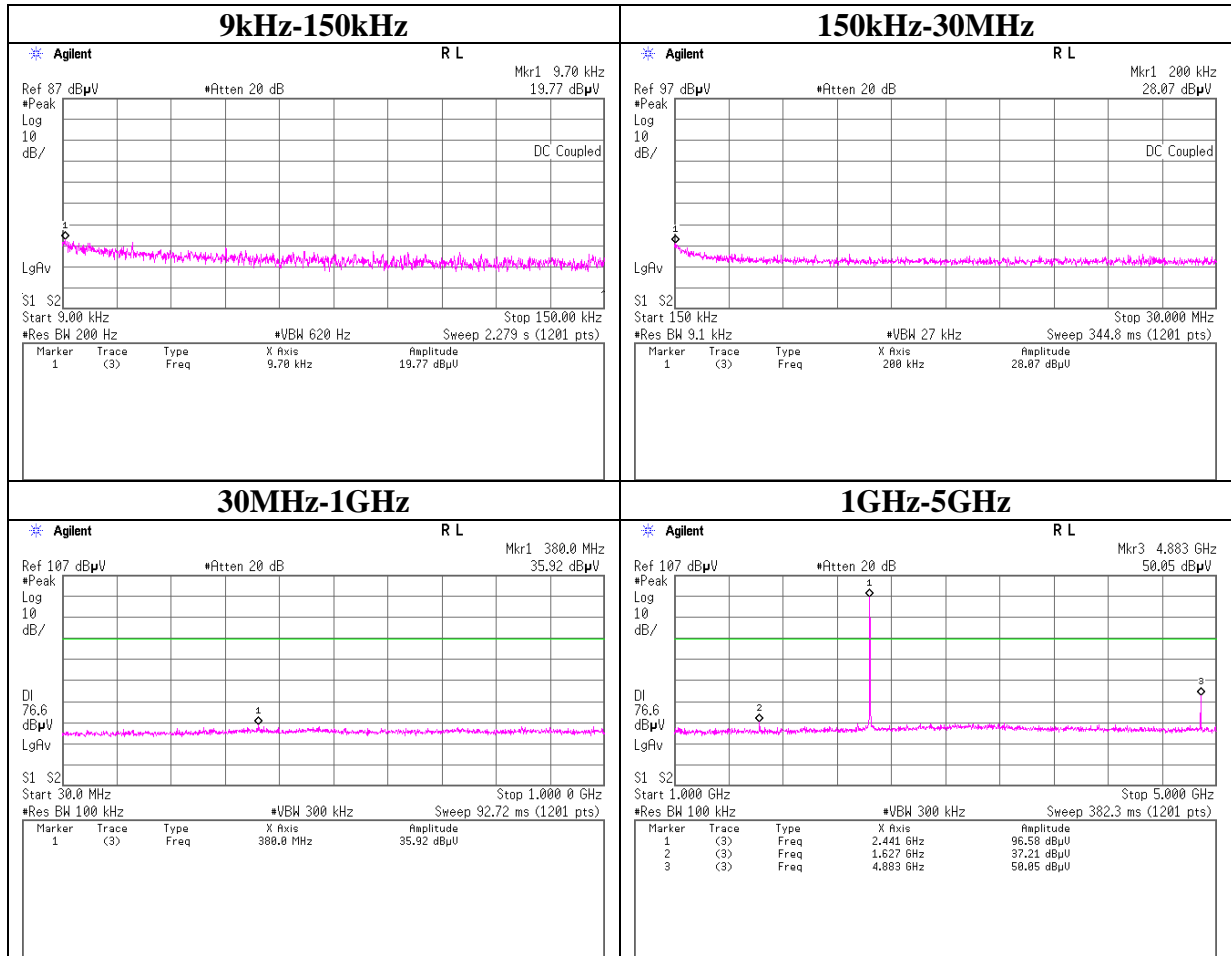 9kHz-150kHz
Agilent R L
Mkr1 9.70 kHz
Ref 87 dBµV #Atten 20 dB 19.77 dBµV
#Peak
Log
10
dB/
DC Coupled
1
LgAv
S1 S2
Start 9.00 kHz Stop 150.00 kHz
#Res BW 200 Hz #VBW 620 Hz Sweep 2.279 s (1201 pts)
Marker Trace Type X Axis Amplitude
1 (3) Freq 9.70 kHz 19.77 dBµV
150kHz-30MHz
Agilent R L
Mkr1 200 kHz
Ref 97 dBµV #Atten 20 dB 28.07 dBµV
#Peak
Log
10
dB/
DC Coupled
1
LgAv
S1 S2
Start 150 kHz Stop 30.000 MHz
#Res BW 9.1 kHz #VBW 27 kHz Sweep 344.8 ms (1201 pts)
Marker Trace Type X Axis Amplitude
1 (3) Freq 200 kHz 28.07 dBµV
30MHz-1GHz
Agilent R L
Mkr1 380.0 MHz
Ref 107 dBµV #Atten 20 dB 35.92 dBµV
#Peak
Log
10
dB/
DI
76.6
dBµV
1
LgAv
S1 S2
Start 30.0 MHz Stop 1.000 0 GHz
#Res BW 100 kHz #VBW 300 kHz Sweep 92.72 ms (1201 pts)
Marker Trace Type X Axis Amplitude
1 (3) Freq 380.0 MHz 35.92 dBµV
1GHz-5GHz
Agilent R L
Mkr3 4.883 GHz
Ref 107 dBµV #Atten 20 dB 50.05 dBµV
#Peak
1
Log
10
dB/
DI
3
76.6
2
dBµV
LgAv
S1 S2
Start 1.000 GHz Stop 5.000 GHz
#Res BW 100 kHz #VBW 300 kHz Sweep 382.3 ms (1201 pts)
Marker Trace Type X Axis Amplitude
1 (3) Freq 2.441 GHz 96.58 dBµV
2 (3) Freq 1.627 GHz 37.21 dBµV
3 (3) Freq 4.883 GHz 50.05 dBµV